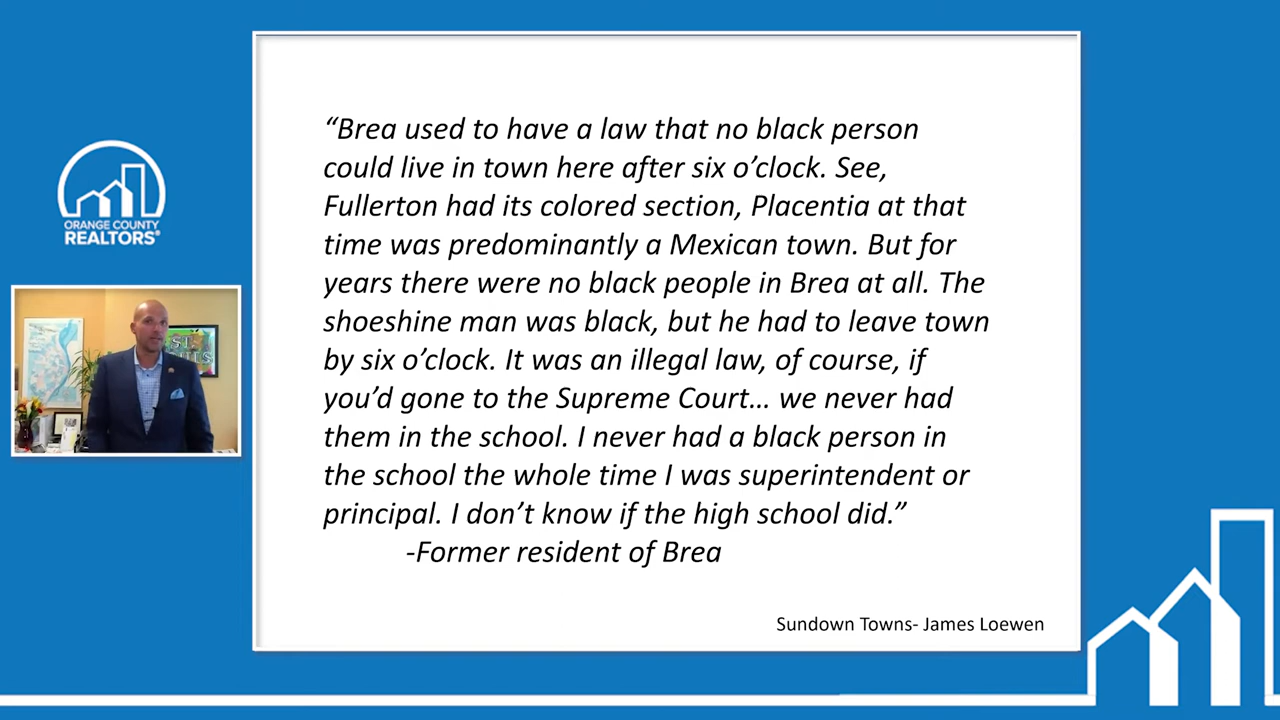 ORANGE COUNTY
REALTORS®
“Brea used to have a law that no black person
could live in town here after six o’clock. See,
Fullerton had its colored section, Placentia at that
time was predominantly a Mexican town. But for
years there were no black people in Brea at all. The
shoeshine man was black, but he had to leave town
by six o’clock. It was an illegal law, of course, if
you’d gone to the Supreme Court… we never had
them in the school. I never had a black person in
the school the whole time I was superintendent or
principal. I don’t know if the high school did.”
-Former resident of Brea
Sundown Towns- James Loewen